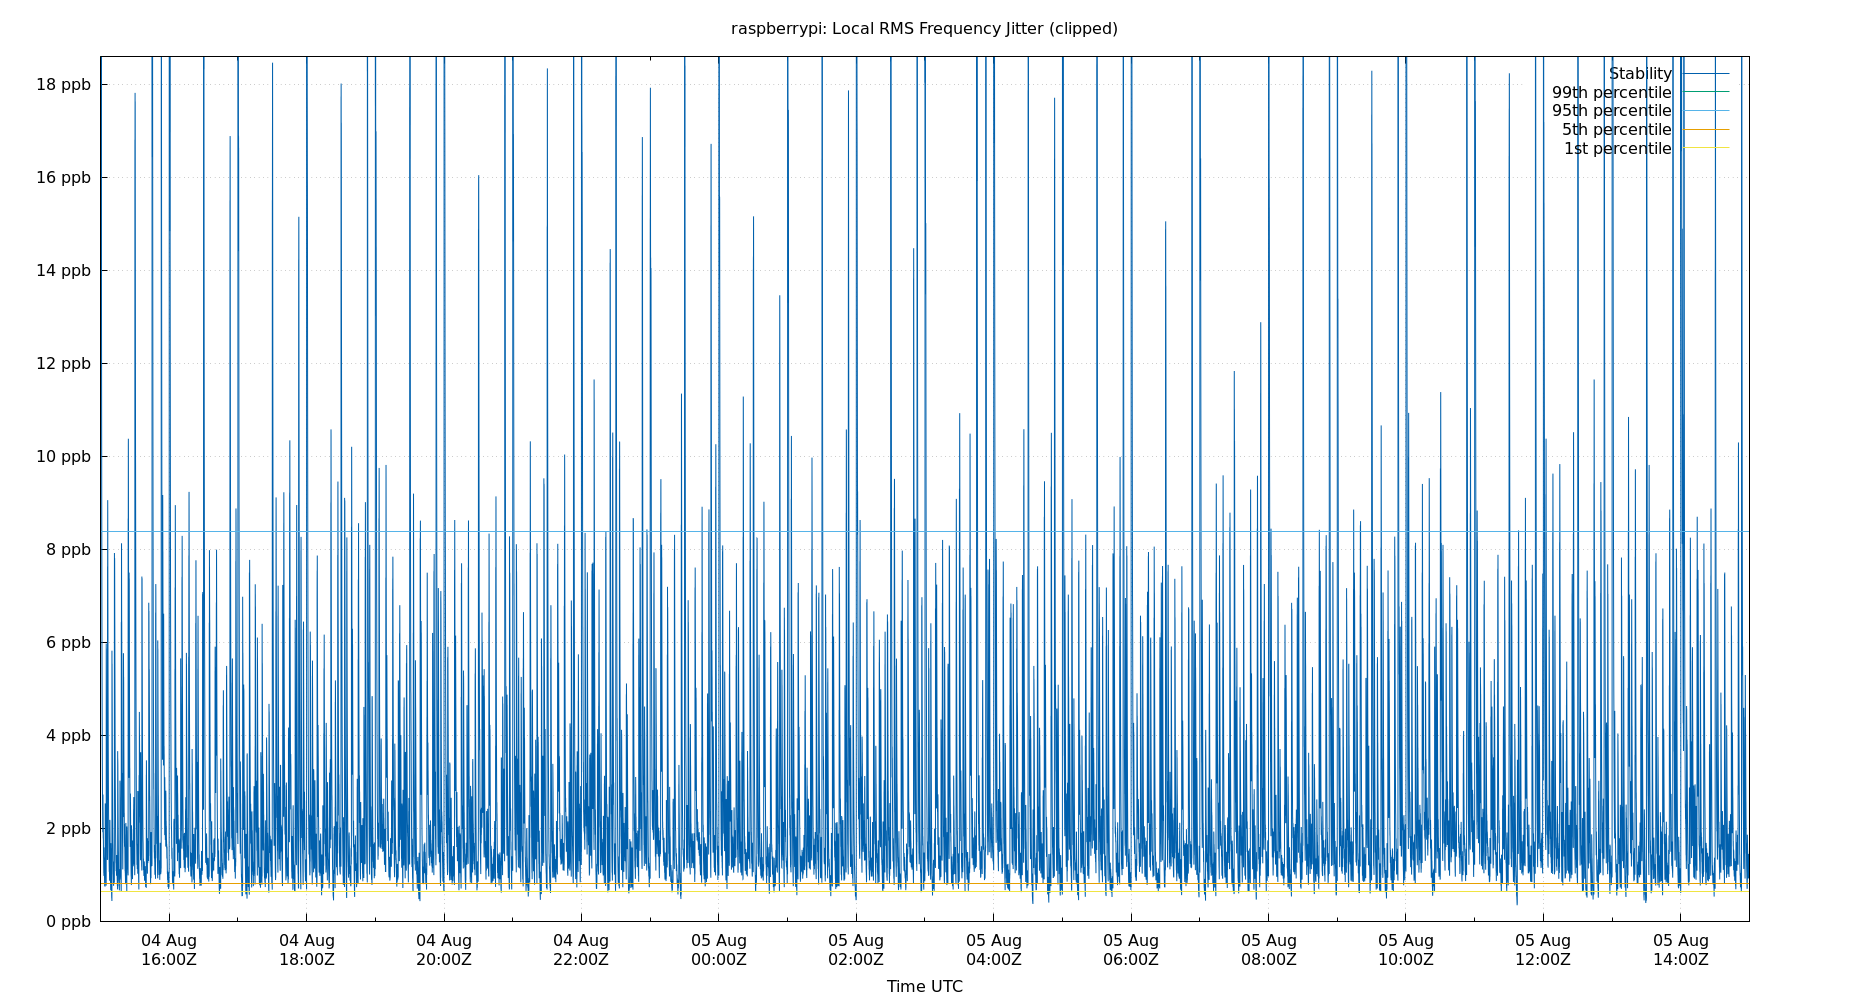 raspberrypi: Local RMS Frequency Jitter (clipped)
Stability
99th percentile
95th percentile
5th percentile
1st percentile
18 ppb
16 ppb
14 ppb
12 ppb
10 ppb
8 ppb
6 ppb
4 ppb
2 ppb
0 ppb
04 Aug 04 Aug 04 Aug 04 Aug 05 Aug 05 Aug 05 Aug 05 Aug 05 Aug 05 Aug 05 Aug 05 Aug
16:00Z 18:00Z 20:00Z 22:00Z 00:00Z 02:00Z 04:00Z 06:00Z 08:00Z 10:00Z 12:00Z 14:00Z
Time UTC